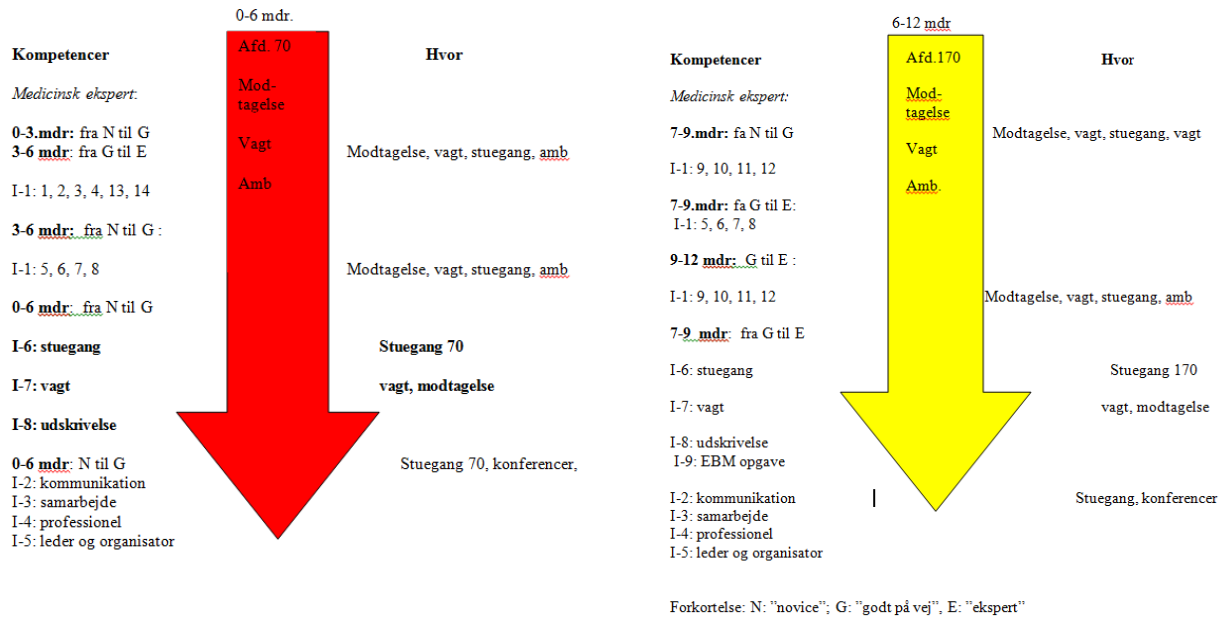 0-6 mdr.
Kompetencer
Afd. 70
Hvor
Medicinsk ekspert:
Mod-
tagelse
0-3.mdr: fra N til G
3-6 mdr: fra G til E
Vagt
Modtagelse, vagt, stuegang, amb
I-1: 1, 2, 3, 4, 13, 14
Amb
3-6 mdr: fra N til G :
I-1: 5, 6, 7, 8
Modtagelse, vagt, stuegang, amb
0-6 mdr: fra N til G
I-6: stuegang
Stuegang 70
I-7: vagt
vagt, modtagelse
I-8: udskrivelse
0-6 mdr: N til G
Stuegang 70, konferencer,
I-2: kommunikation
I-3: samarbejde
I-4: professionel
I-5: leder og organisator
6-12 mdr
Kompetencer
Afd.170
Hvor
Medicinsk ekspert:
Mod-
tagelse
7-9.mdr: fa N til G
Modtagelse, vagt, stuegang, vagt
Vagt
I-1: 9, 10, 11, 12
Amb.
7-9.mdr: fa G til E:
I-1: 5, 6, 7, 8
9-12 mdr: G til E :
I-1: 9, 10, 11, 12
Modtagelse, vagt, stuegang, amb
7-9 mdr: fra G til E
I-6: stuegang
Stuegang 170
I-7: vagt
vagt, modtagelse
I-8: udskrivelse
I-9: EBM opgave
I-2: kommunikation
Stuegang, konferencer
I-3: samarbejde
I-4: professionel
I-5: leder og organisator
Forkortelse: N: ”novice”; G: ”godt på vej”, E: ”ekspert”